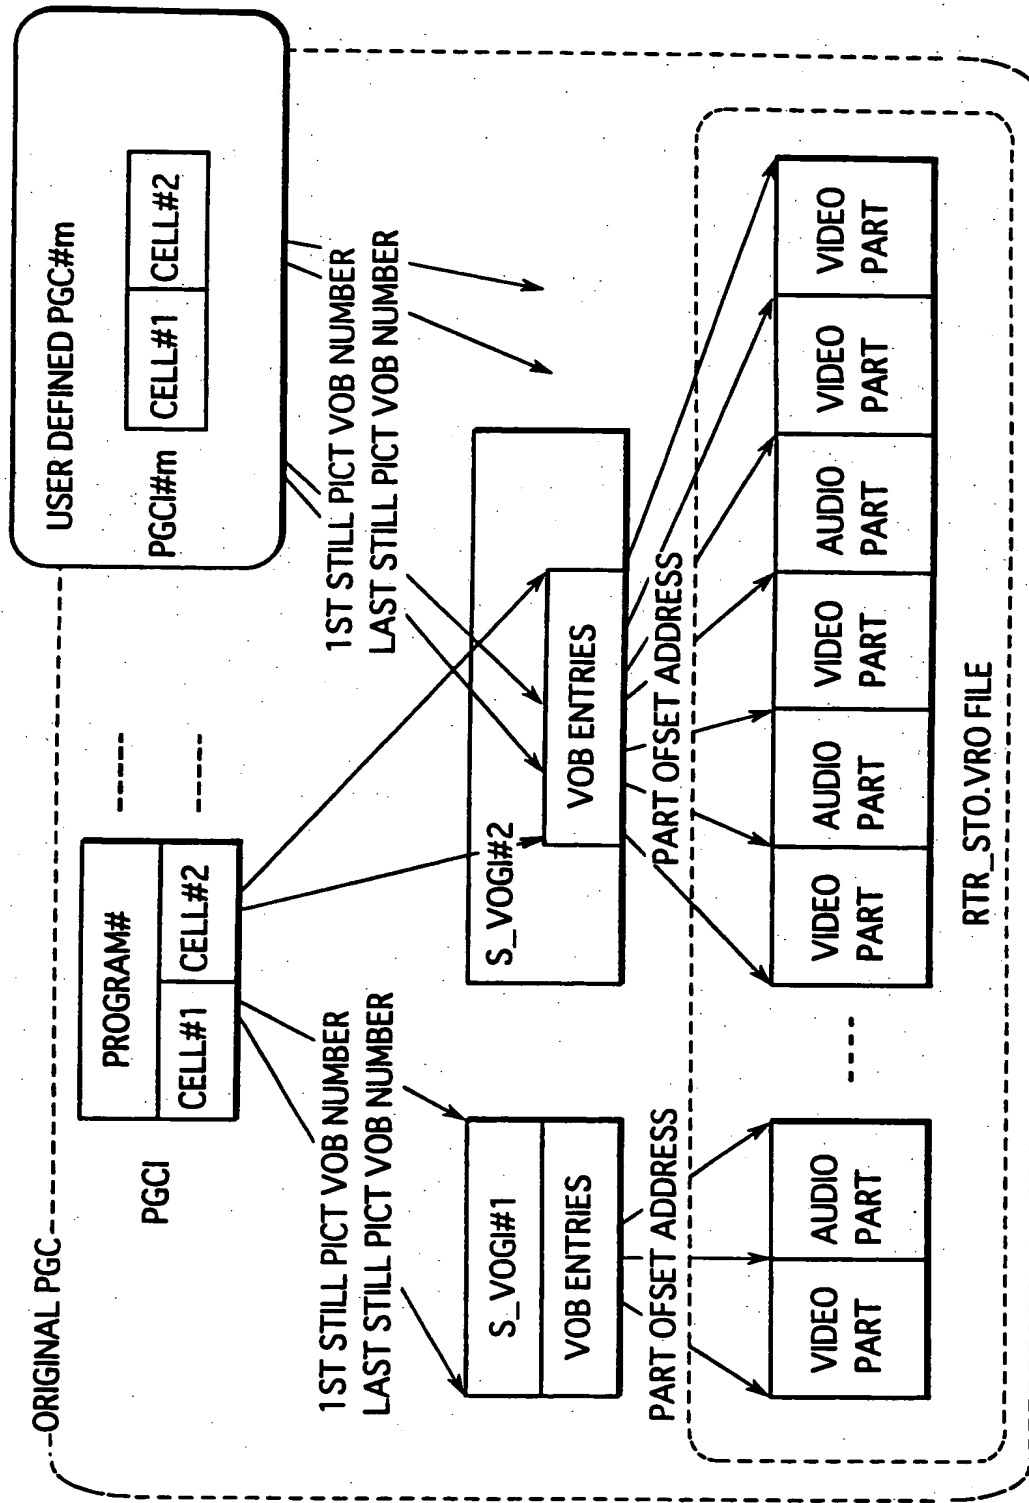 ORIGINAL PGC
USER DEFINED PGC#m
PGCI
PROGRAM#
CELL#1
CELL#2
-----
-----
PGCI#m
CELL#1
CELL#2
1ST STILL PICT VOB NUMBER
LAST STILL PICT VOB NUMBER
1ST STILL PICT VOB NUMBER
LAST STILL PICT VOB NUMBER
S_VOGI#1
VOB ENTRIES
S_VOGI#2
VOB ENTRIES
PART OFSET ADDRESS
PART OFSET ADDRESS
VIDEO
PART
AUDIO
PART
----
VIDEO
PART
AUDIO
PART
VIDEO
PART
AUDIO
PART
VIDEO
PART
VIDEO
PART
RTR_STO.VRO FILE